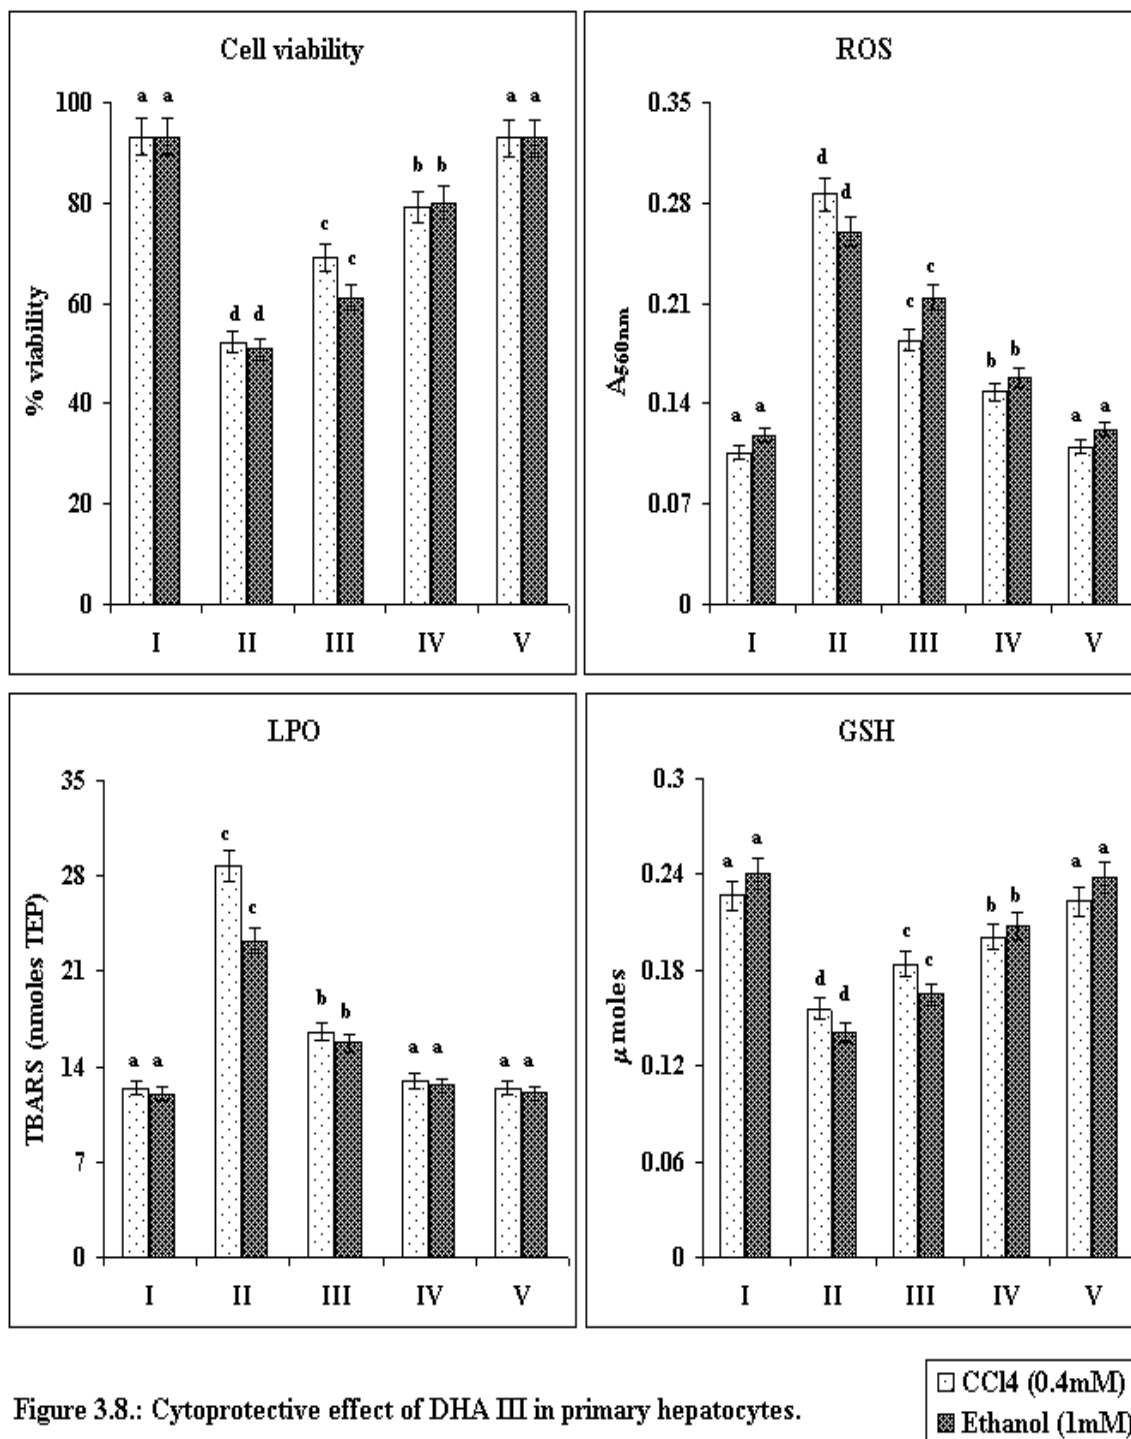 Cell viability
% viability
100
80
60
40
20
0
a a
d d
c c
b b
a a
I II III IV V
ROS
A560nm
0.35
0.28
0.21
0.14
0.07
0
a a
d d
c c
b b
a a
I II III IV V
LPO
TBARS (nmoles TEP)
35
28
21
14
7
0
a a
c c
b b
a a
a a
I II III IV V
GSH
μ moles
0.3
0.24
0.18
0.12
0.06
0
a a
d d
c c
b b
a a
I II III IV V
CCl4 (0.4mM)
Ethanol (1mM)
Figure 3.8.: Cytoprotective effect of DHA III in primary hepatocytes.